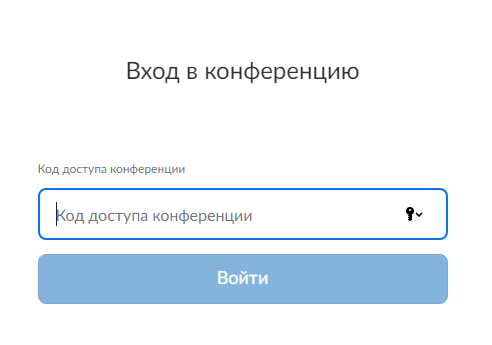 Вход в конференцию
Код доступа конференции
Код доступа конференции
Войти